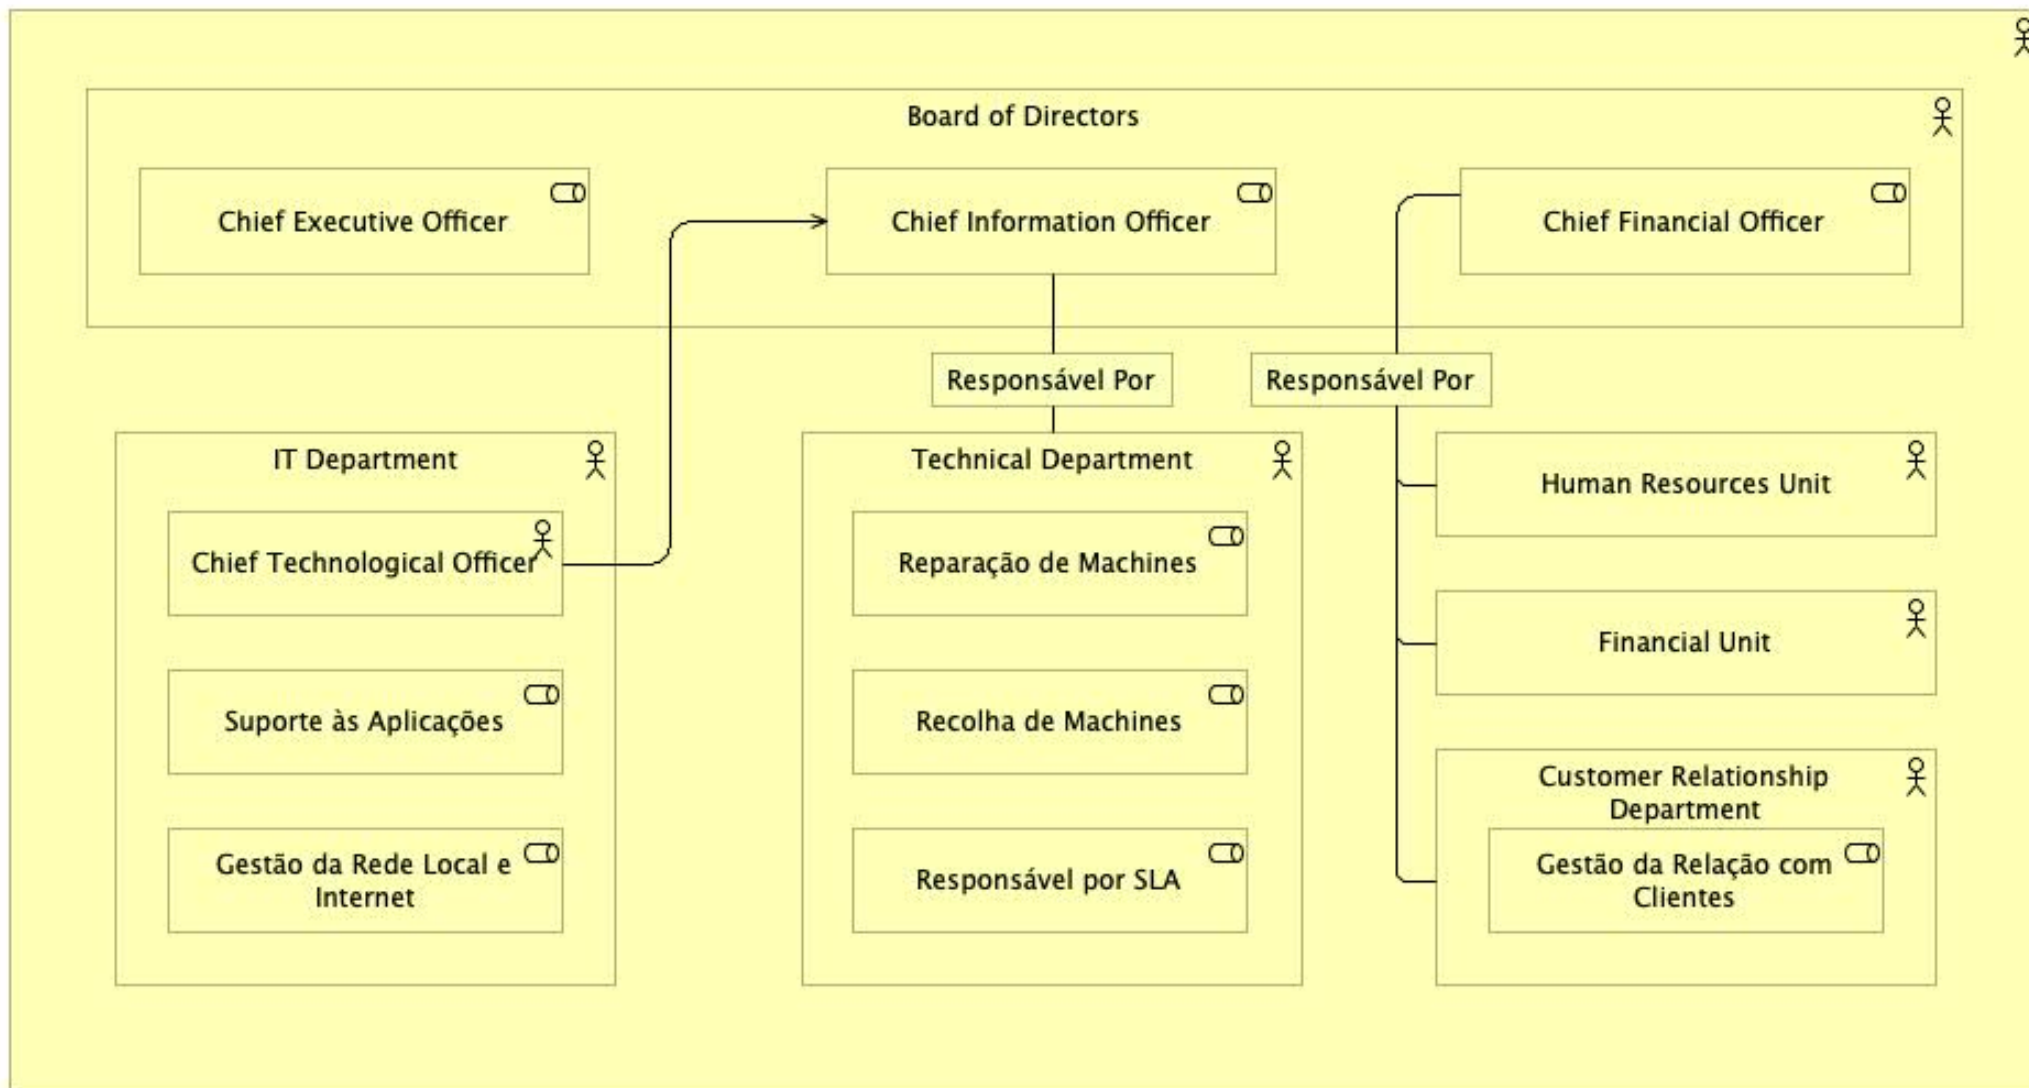 Board of Directors
Chief Executive Officer
Chief Information Officer
Chief Financial Officer
Responsável Por
Responsável Por
IT Department
Chief Technological Officer
Suporte às Aplicações
Gestão da Rede Local e
Internet
Technical Department
Reparação de Machines
Recolha de Machines
Responsável por SLA
Human Resources Unit
Financial Unit
Customer Relationship
Department
Gestão da Relação com
Clientes